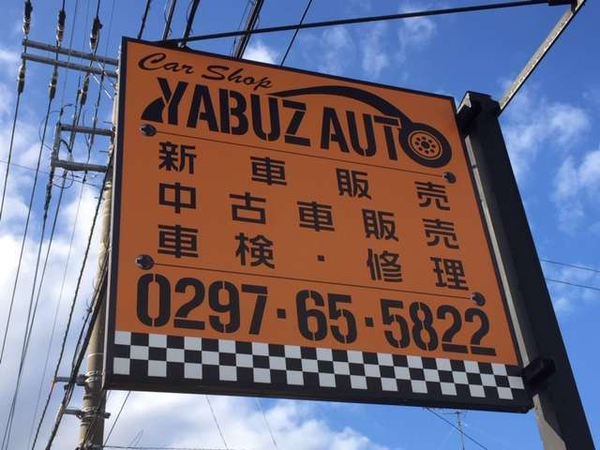 Car Shop
YABUZ AUTO
新車販売
中古車販売
車検・修理
0297・65・5822